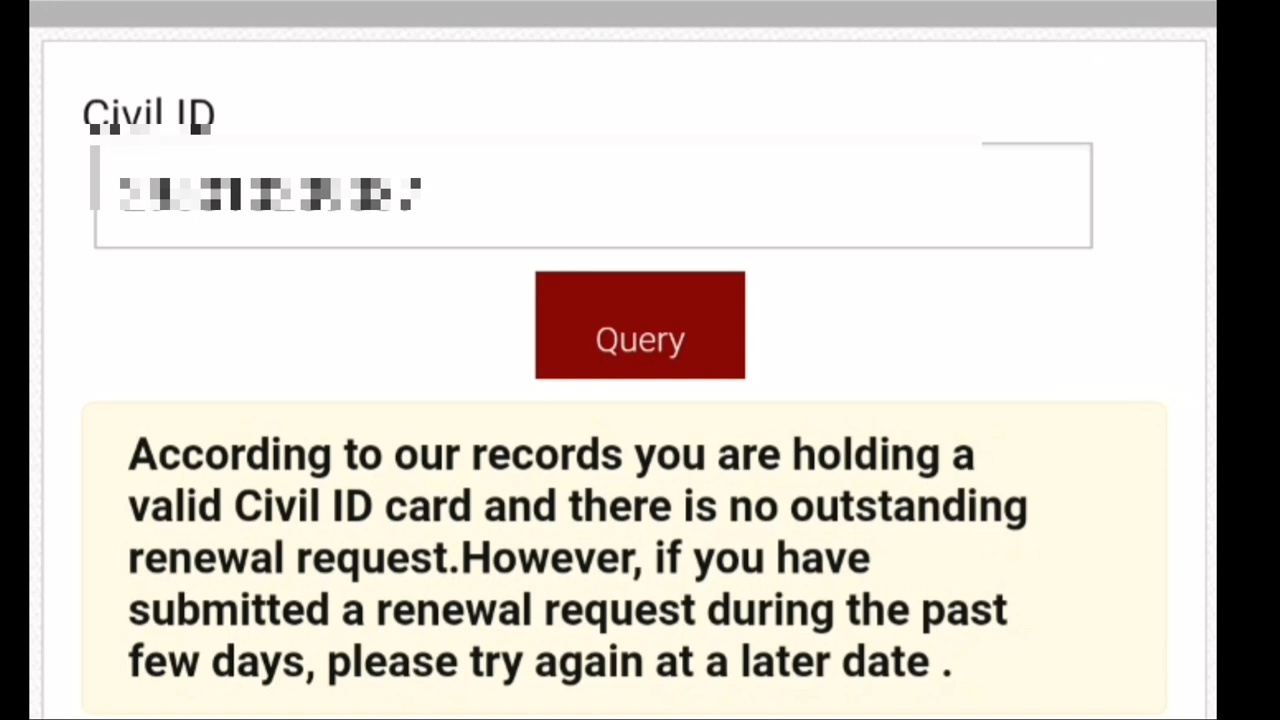 Civil ID
Query
According to our records you are holding a
valid Civil ID card and there is no outstanding
renewal request.However, if you have
submitted a renewal request during the past
few days, please try again at a later date .